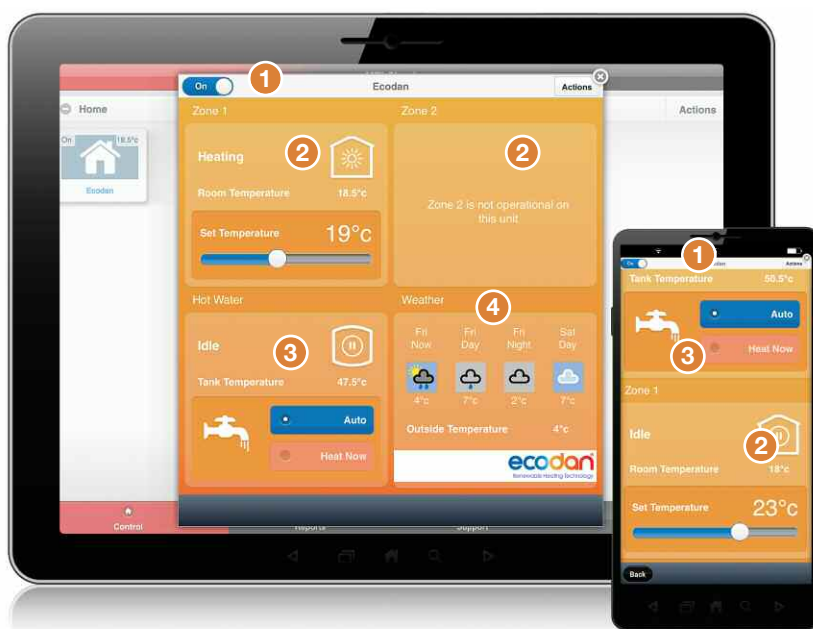 On
1
Ecodan
Actions
Home
Actions
Zone 1
Zone 2
On
18.5°c
Ecodan
Heating
2
Room Temperature
18.5°c
Set Temperature
19°c
2
Zone 2 is not operational on
this unit
Hot Water
Idle
3
Tank Temperature
47.5°c
Auto
Heat Now
Weather
4
Fri
Now
Fri
Day
Fri
Night
Sat
Day
4°c
7°c
2°c
7°c
Outside Temperature
4°c
ecodan
Renewable Heating Technology
Control
Reports
Support
1
On
Actions
Tank Temperature
50.5°c
Auto
3
Heat Now
Zone 1
Idle
2
Room Temperature
18°c
Set Temperature
23°c
Back